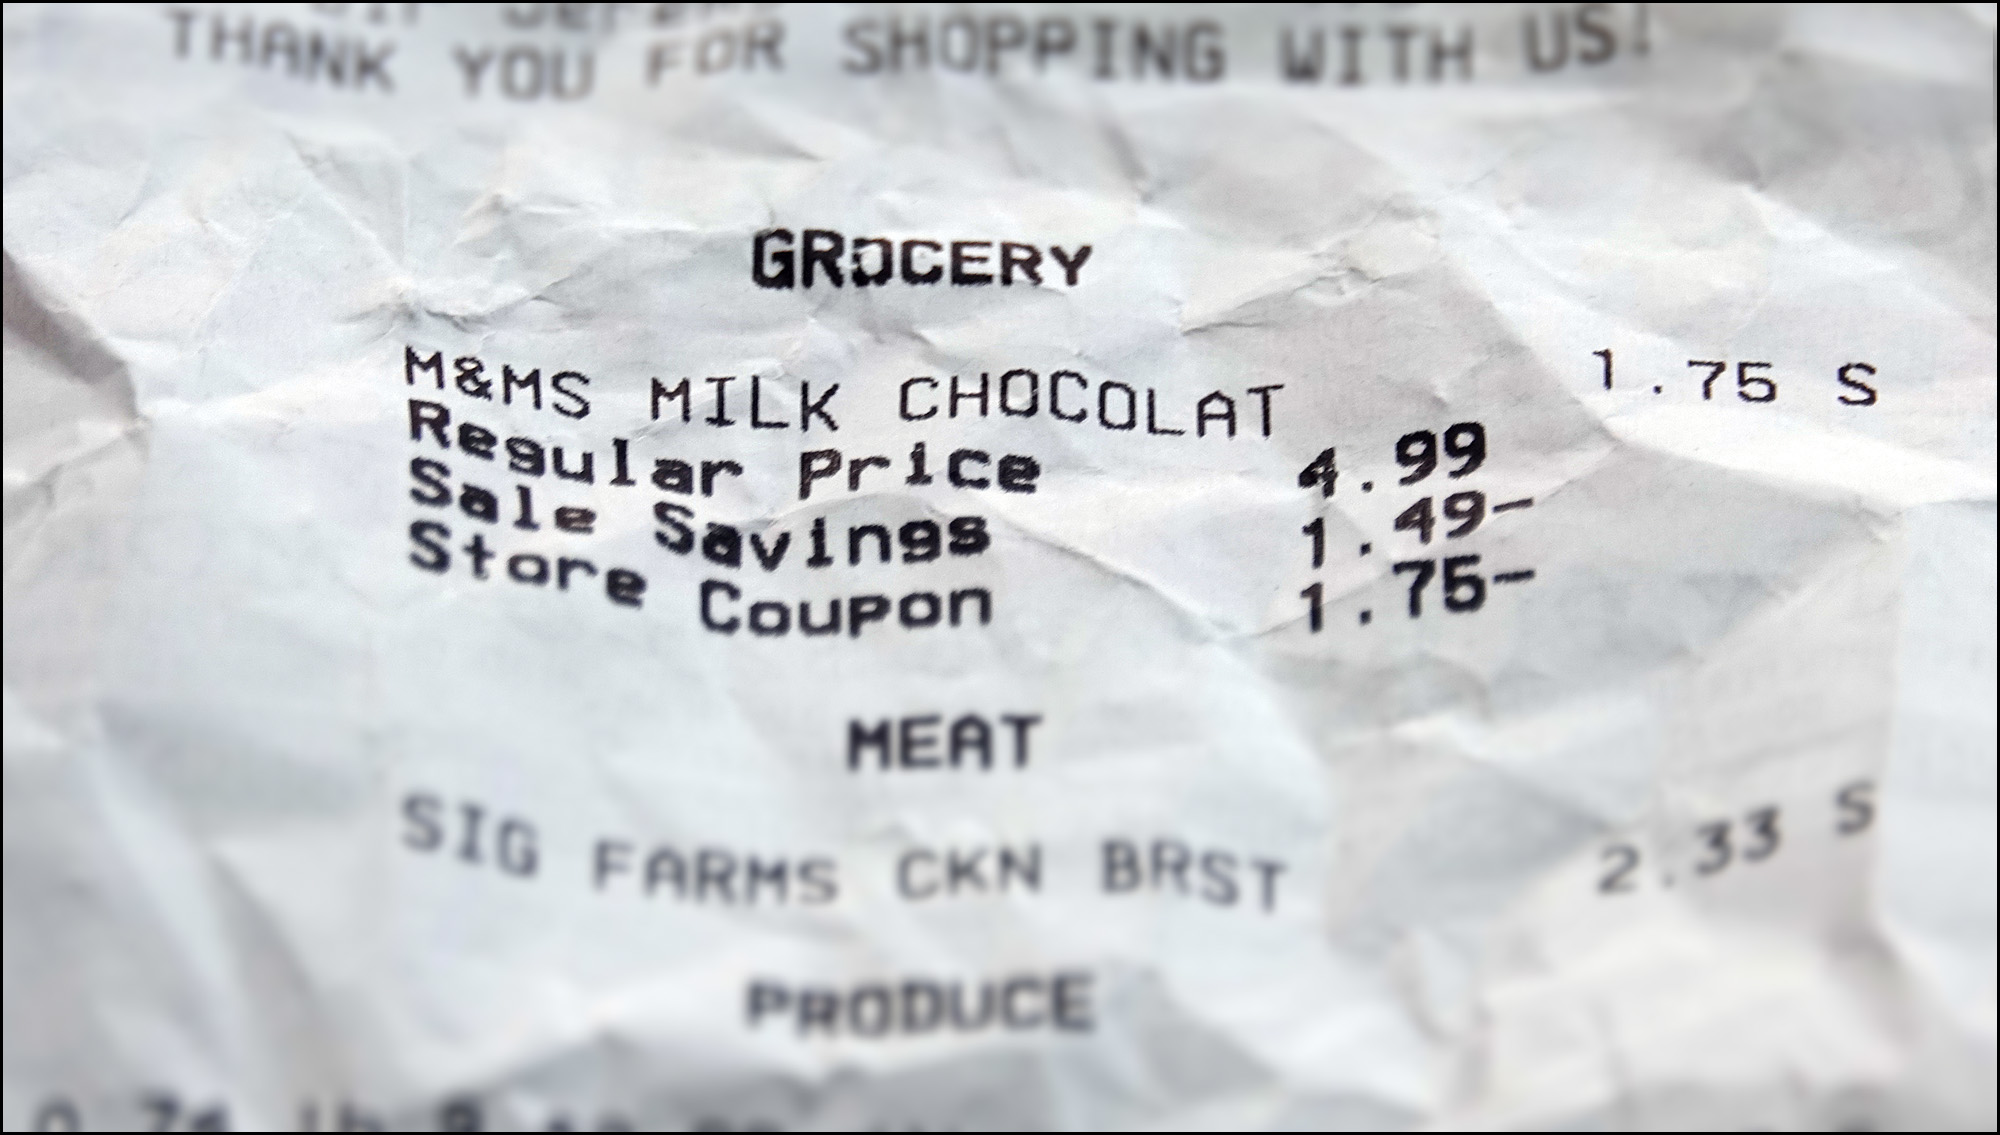 THANK YOU FOR SHOPPING WITH US!
GROCERY
M&MS MILK CHOCOLAT 1.75 S
Regular Price 4.99
Sale Savings 1.49-
Store Coupon 1.75-
MEAT
SIG FARMS CKN BRST 2.33 S
PRODUCE